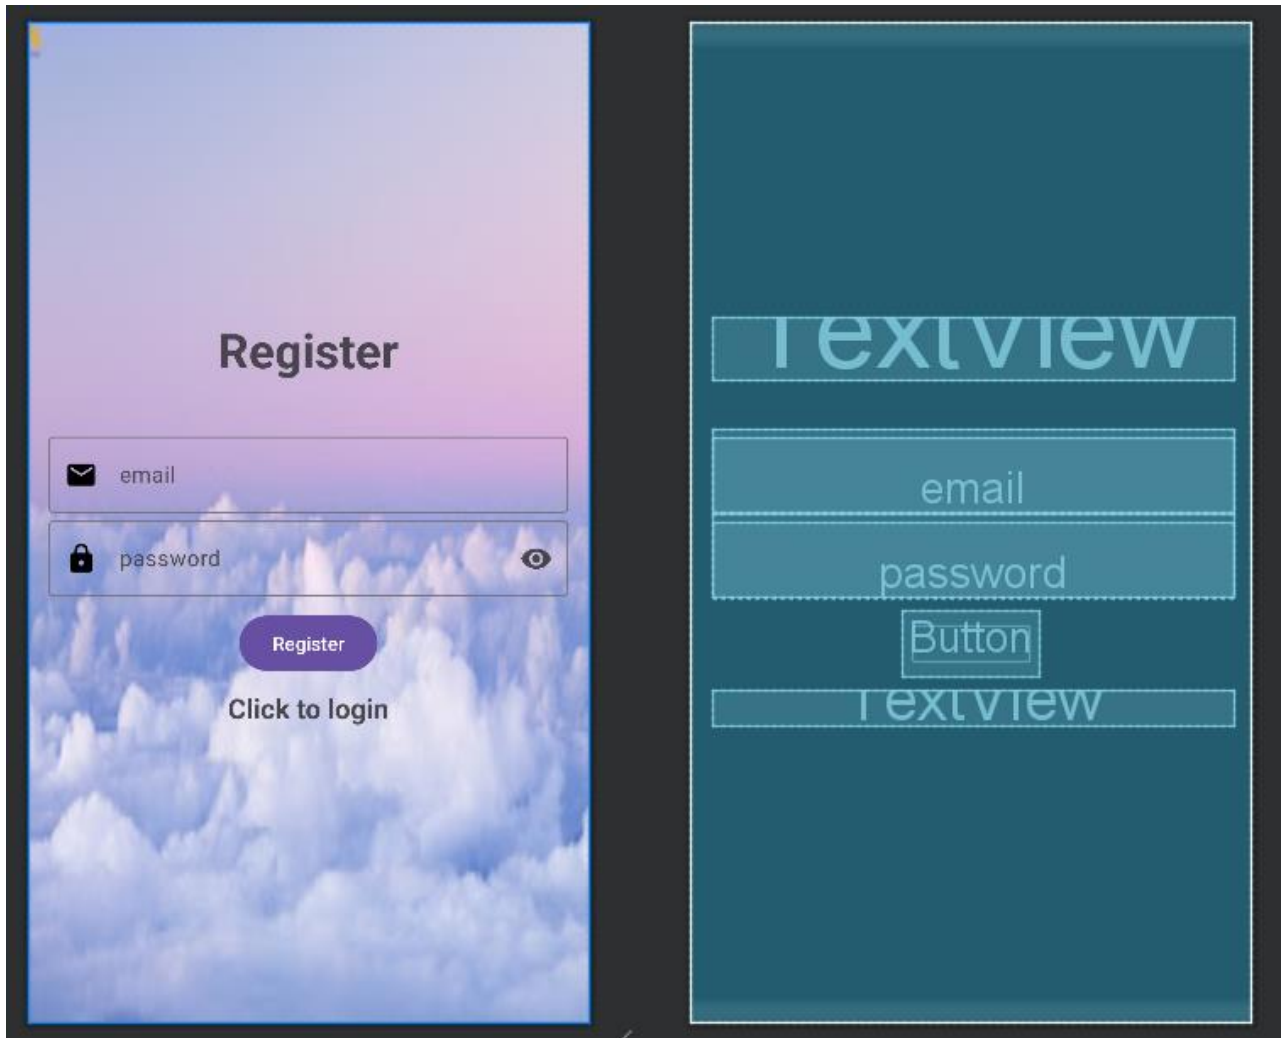 Register
email
password
Register
Click to login
TextView
email
password
Button
TextView